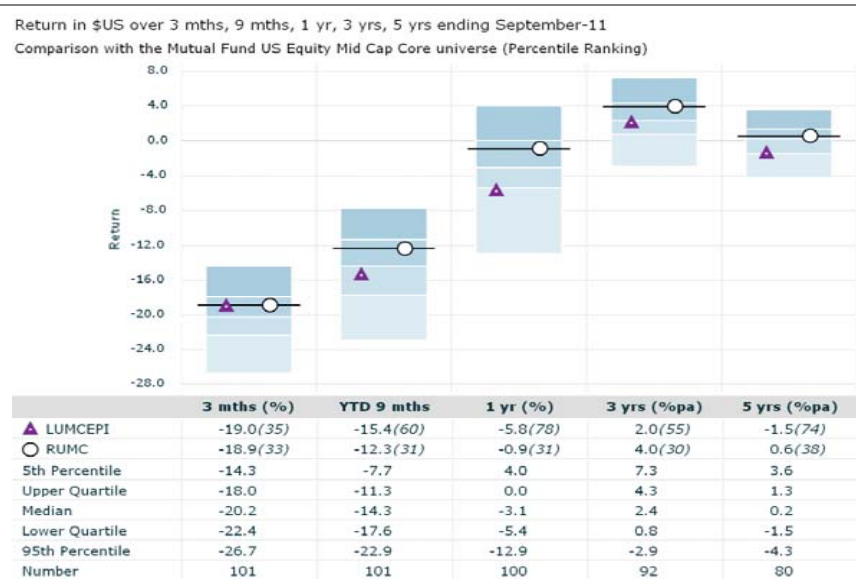 Return in $US over 3 mths, 9 mths, 1 yr, 3 yrs, 5 yrs ending September-11
Comparison with the Mutual Fund US Equity Mid Cap Core universe (Percentile Ranking)
8.0
4.0
0.0
-4.0
-8.0
-12.0
-16.0
-20.0
-24.0
-28.0
Return
3 mths (%) YTD 9 mths 1 yr (%) 3 yrs (%pa) 5 yrs (%pa)
LUMCEPI -19.0(35) -15.4(60) -5.8(78) 2.0(55) -1.5(74)
RUMC -18.9(33) -12.3(31) -0.9(31) 4.0(30) 0.6(38)
5th Percentile -14.3 -7.7 4.0 7.3 3.6
Upper Quartile -18.0 -11.3 0.0 4.3 1.3
Median -20.2 -14.3 -3.1 2.4 0.2
Lower Quartile -22.4 -17.6 -5.4 0.8 -1.5
95th Percentile -26.7 -22.9 -12.9 -2.9 -4.3
Number 101 101 100 92 80